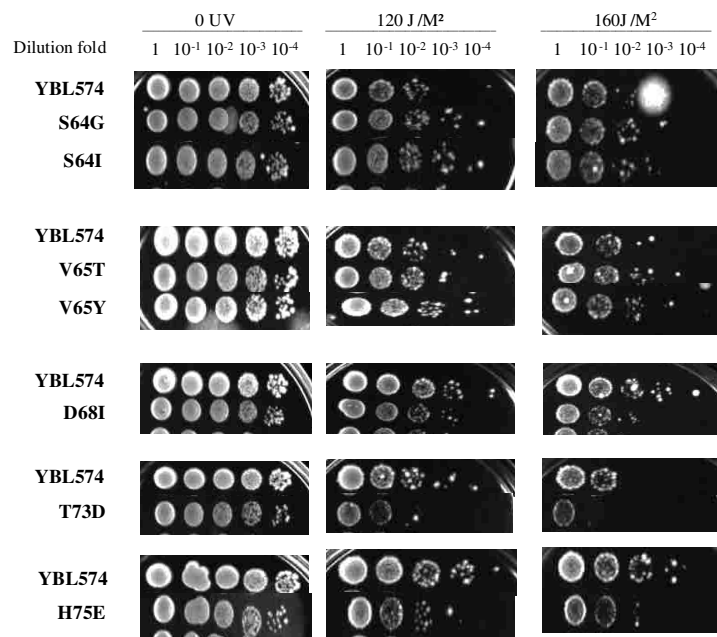 0 UV 120 J /M² 160J /M²
Dilution fold 1 10⁻¹ 10⁻² 10⁻³ 10⁻⁴ 1 10⁻¹ 10⁻² 10⁻³ 10⁻⁴ 1 10⁻¹ 10⁻² 10⁻³ 10⁻⁴
YBL574
S64G
S64I
YBL574
V65T
V65Y
YBL574
D68I
YBL574
T73D
YBL574
H75E